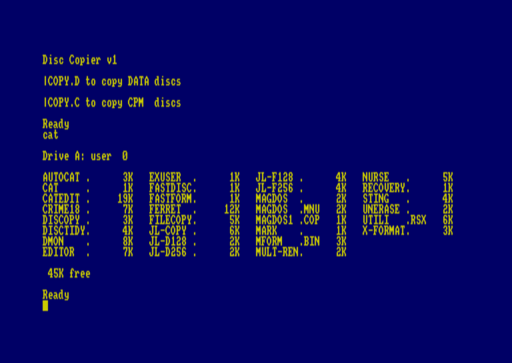 Disc Copier v1
|COPY.D to copy DATA discs
|COPY.C to copy CPM  discs
Ready
cat
Drive A: user  0
AUTOCAT .      3K   EXUSER  .      1K   JL-F128 .      4K   NURSE   .      5K
CAT     .      1K   FASTDISC.      1K   JL-F256 .      4K   RECOVERY.      1K
CATEDIT .     19K   FASTFORM.      1K   MAGDOS  .      2K   STING   .      4K
CRIME18 .      7K   FERRET  .     12K   MAGDOS  .MNU   2K   UNERASE .      2K
DISCOPY .      3K   FILECOPY.      5K   MAGDOS1 .COP   1K   UTILI   .RSX   6K
DISCTIDY.      4K   JL-COPY .      6K   MARK    .      1K   X-FORMAT.      3K
DMON    .      8K   JL-D128 .      2K   MFORM   .BIN   3K
EDITOR  .      7K   JL-D256 .      2K   MULT-REN.      2K
45K free
Ready